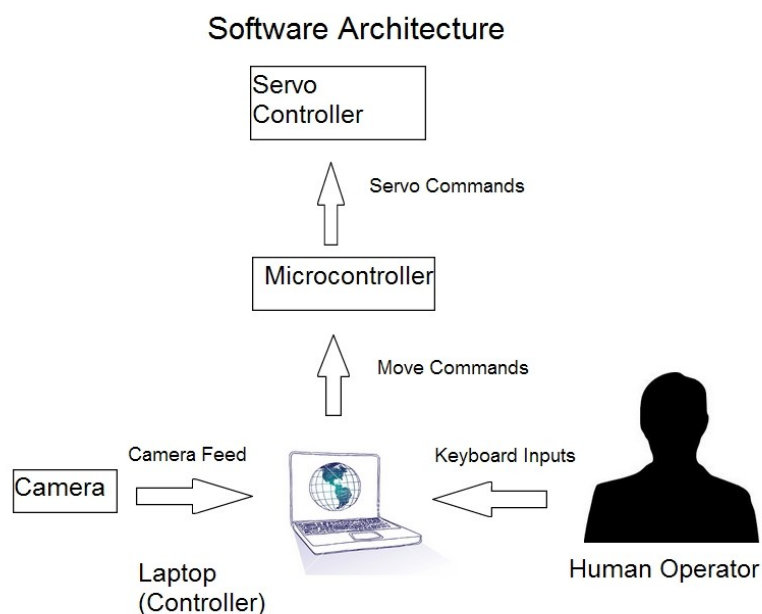 Software Architecture
Servo
Controller
Servo Commands
Microcontroller
Move Commands
Camera Feed
Keyboard Inputs
Camera
Laptop
(Controller)
Human Operator